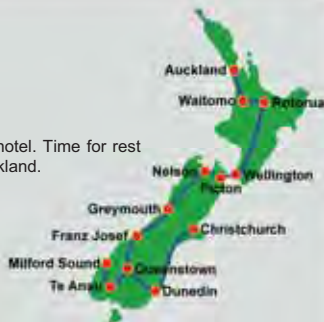 Auckland
Waitomo
Rotorua
hotel. Time for rest
kland.
Nelson
Wellington
Picton
Greymouth
Christchurch
Franz Josef
Milford Sound
Queenstown
Te Anau
Dunedin